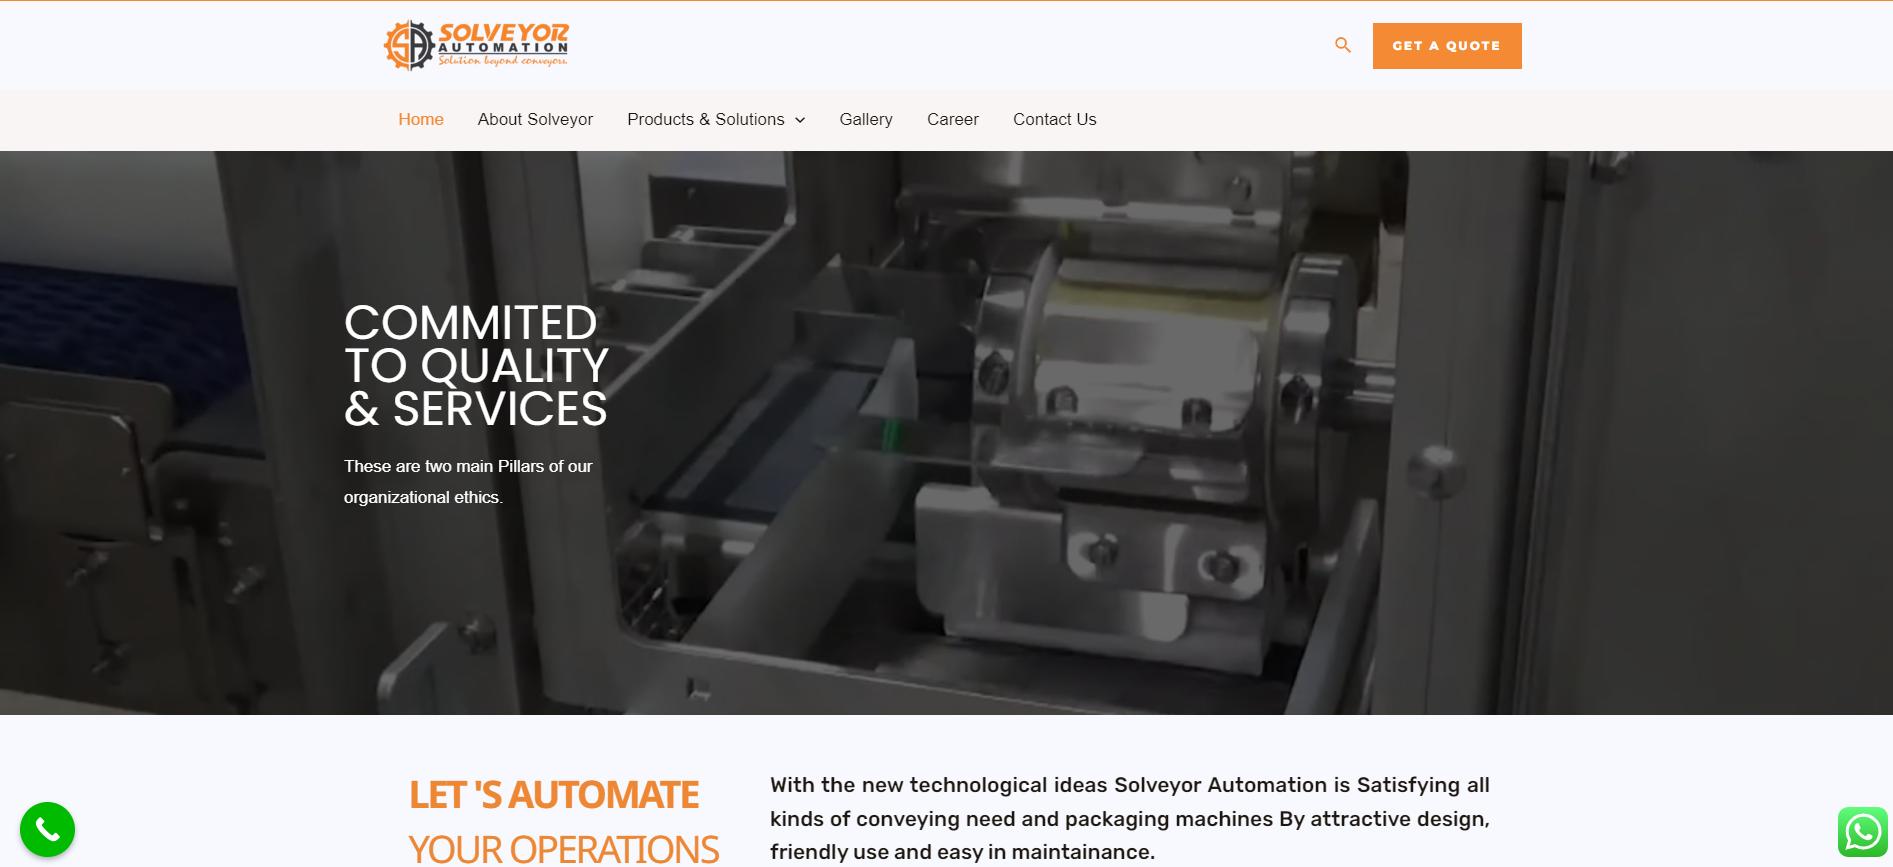 SOLVEYOR
AUTOMATION
Solution beyond conveyors.
GET A QUOTE
Home
About Solveyor
Products & Solutions
Gallery
Career
Contact Us
COMMITED
TO QUALITY
& SERVICES
These are two main Pillars of our
organizational ethics.
LET 'S AUTOMATE
YOUR OPERATIONS
With the new technological ideas Solveyor Automation is Satisfying all
kinds of conveying need and packaging machines By attractive design,
friendly use and easy in maintainance.